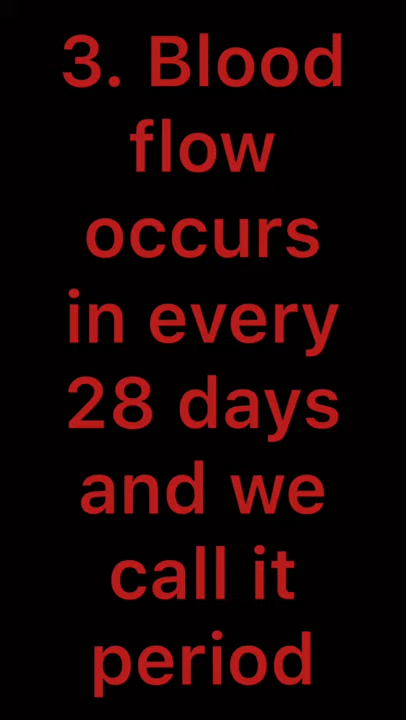 3. Blood
flow
occurs
in every
28 days
and we
call it
period